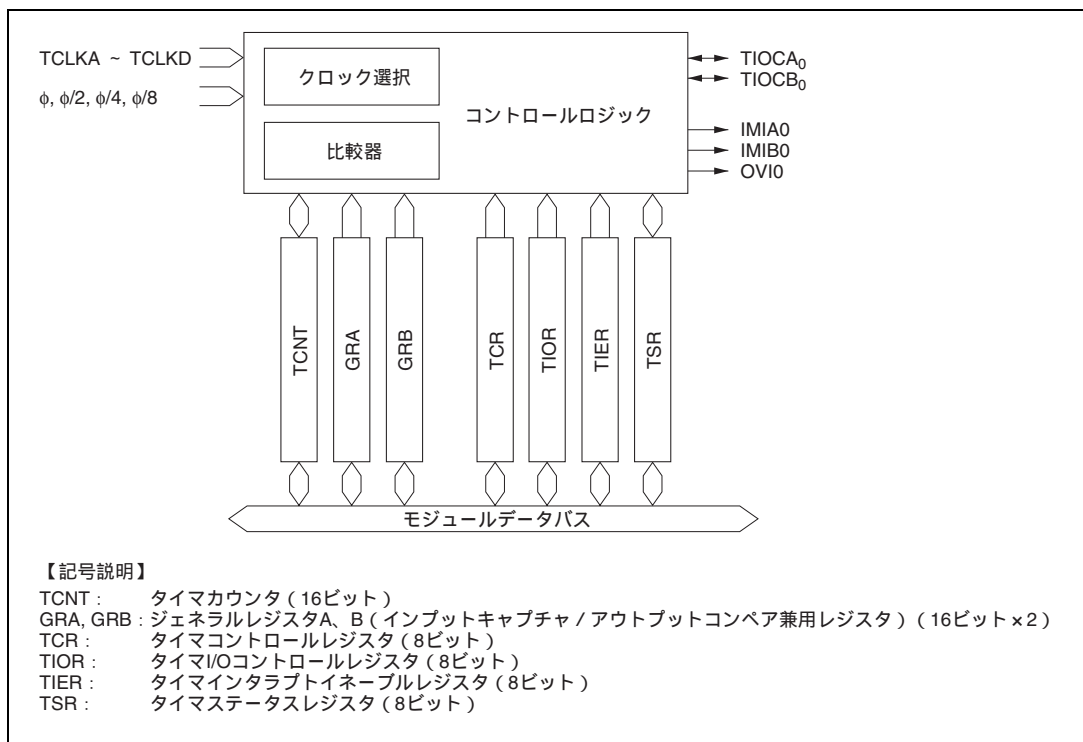 TCLKA ~ TCLKD
φ, φ/2, φ/4, φ/8
クロック選択
比較器
コントロールロジック
TIOCA0
TIOCB0
IMIA0
IMIB0
OVI0
TCNT
GRA
GRB
TCR
TIOR
TIER
TSR
モジュールデータバス
【記号説明】
TCNT : タイマカウンタ ( 16ビット )
GRA, GRB : ジェネラルレジスタA、B ( インプットキャプチャ / アウトプットコンペア兼用レジスタ ) ( 16ビット × 2 )
TCR : タイマコントロールレジスタ ( 8ビット )
TIOR : タイマI/Oコントロールレジスタ ( 8ビット )
TIER : タイマインタラプトイネーブルレジスタ ( 8ビット )
TSR : タイマステータスレジスタ ( 8ビット )